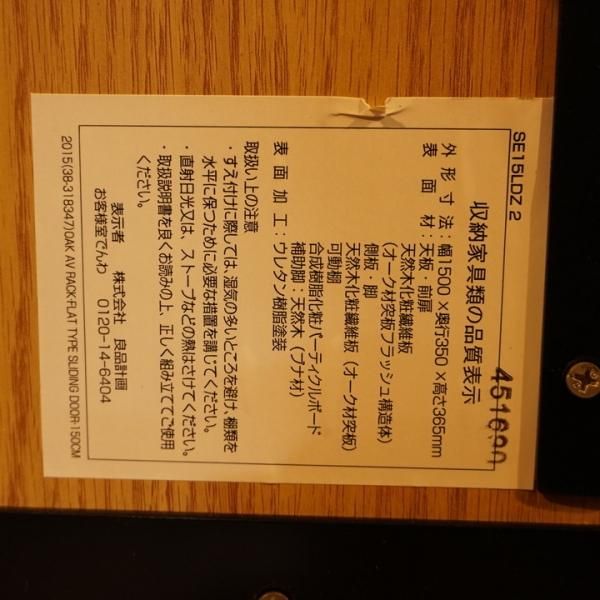 SE15LDZ 2
451600
収納家具類の品質表示
外形寸法：幅1500×奥行350×高さ365mm
表面材：天板・前扉
天然木化粧繊維板
(オーク材突板フラッシュ構造体)
側板・脚
天然木化粧繊維板(オーク材突板)
可動棚
合成樹脂化粧パーティクルボード
補助脚：天然木(ブナ材)
表面加工：ウレタン樹脂塗装
取扱い上の注意
・すえ付けに際しては、湿気の多いところを避け、棚類を
水平に保つために必要な措置を講じてください。
・直射日光又は、ストーブなどの熱はさけてください。
・取扱説明書を良くお読みの上、正しく組み立ててご使用
ください。
表示者 株式会社 良品計画
お客様室でんわ 0120-14-6404
2015(38-318347)OAK AV RACK·FLAT TYPE SLIDING DOOR·150CM